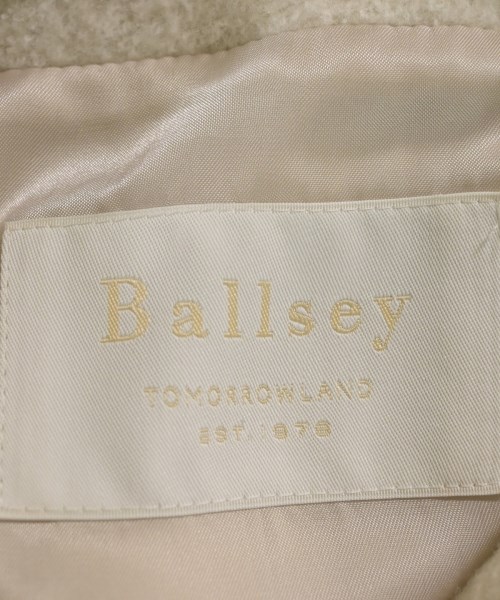 Ballsey
TOMORROWLAND
EST. 1978